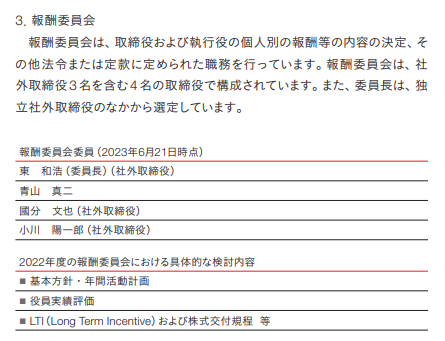 3. 報酬委員会
報酬委員会は、取締役および執行役の個人別の報酬等の内容の決定、そ
の他法令または定款に定められた職務を行っています。報酬委員会は、社
外取締役3名を含む4名の取締役で構成されています。また、委員長は、独
立社外取締役のなかから選定しています。
報酬委員会委員（2023年6月21日時点）
東　和浩（委員長）（社外取締役）
青山　真二
國分　文也（社外取締役）
小川　陽一郎（社外取締役）
2022年度の報酬委員会における具体的な検討内容
■ 基本方針・年間活動計画
■ 役員実績評価
■ LTI（Long Term Incentive）および株式交付規程 等